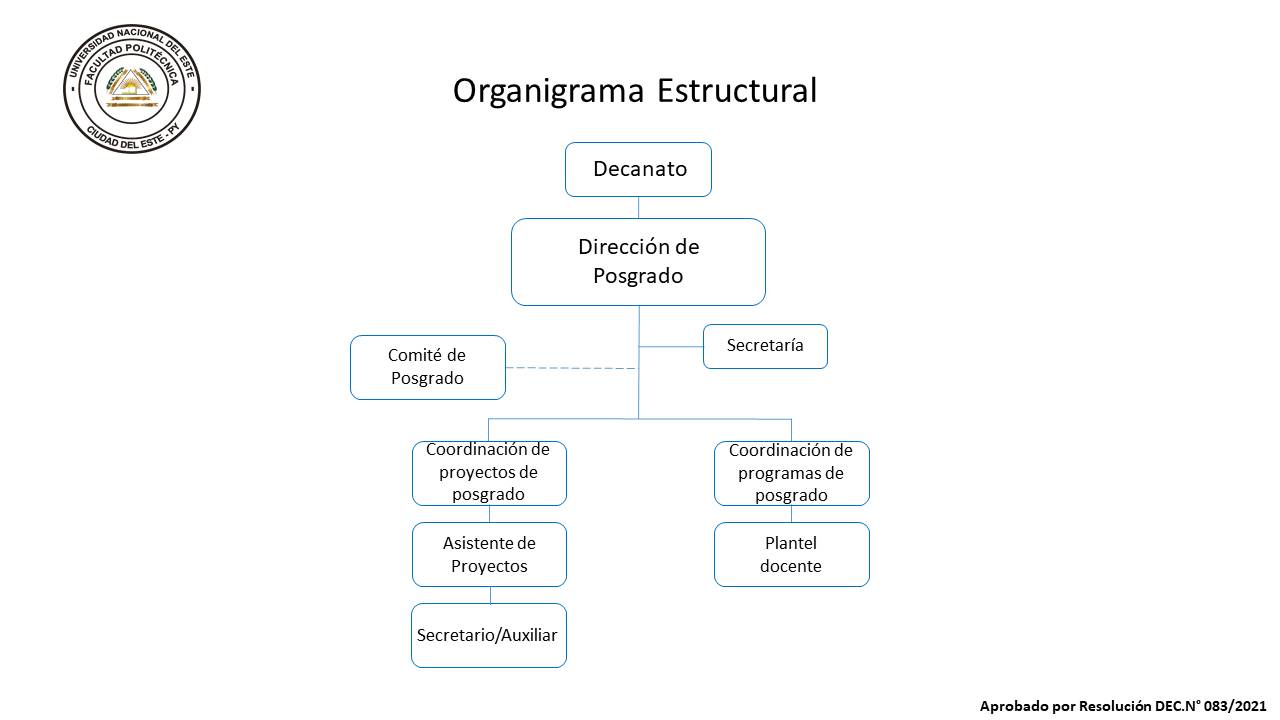 UNIVERSIDAD NACIONAL DEL ESTE
FACULTAD POLITÉCNICA
CIUDAD DEL ESTE - PY
Organigrama Estructural
Decanato
Dirección de
Posgrado
Secretaría
Comité de
Posgrado
Coordinación de
proyectos de
posgrado
Coordinación de
programas de
posgrado
Asistente de
Proyectos
Plantel
docente
Secretario/Auxiliar
Aprobado por Resolución DEC.N° 083/2021